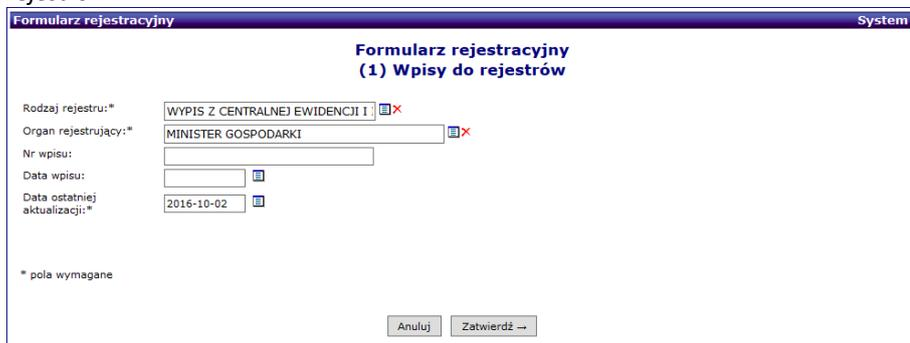 Formularz rejestracyjny System
Formularz rejestracyjny
(1) Wpisy do rejestrów
Rodzaj rejestru:* WYPIS Z CENTRALNEJ EWIDENCJI I
Organ rejestrujący:* MINISTER GOSPODARKI
Nr wpisu:
Data wpisu:
Data ostatniej
aktualizacji:* 2016-10-02
* pola wymagane
Anuluj Zatwierdź →